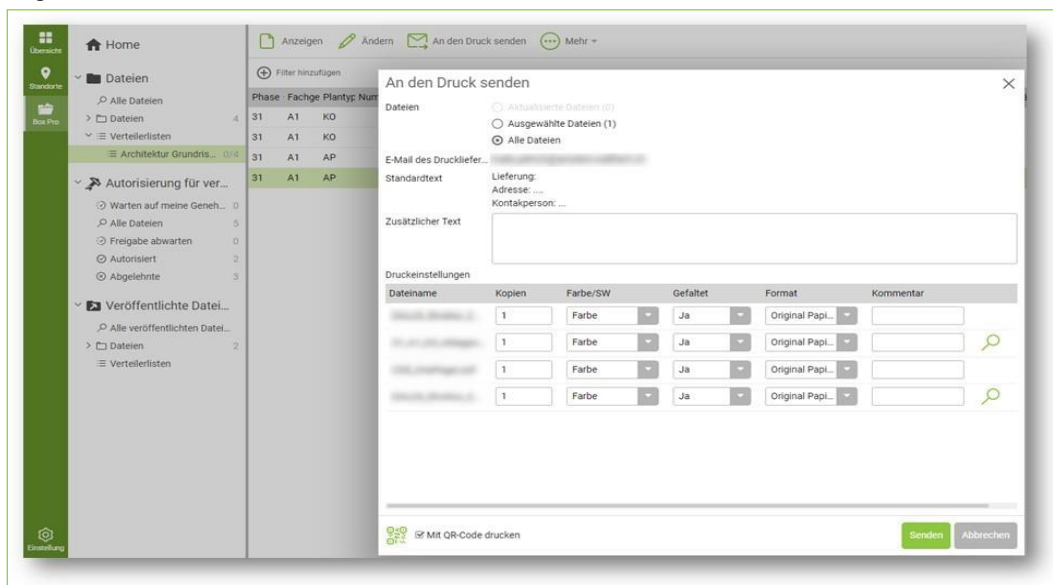 Übersicht
Standorte
Box Pro
Einstellung
Home
Dateien
Alle Dateien
Dateien 4
Verteilerlisten
Architektur Grundris... 0/4
Autorisierung für ver...
Warten auf meine Geneh... 0
Alle Dateien 5
Freigabe abwarten 0
Autorisiert 2
Abgelehnte 3
Veröffentlichte Datei...
Alle veröffentlichten Datei...
Dateien 2
Verteilerlisten
Anzeigen Ändern An den Druck senden Mehr
Filter hinzufügen
Phase Fachge Plantyp Num
31 A1 KO
31 A1 KO
31 A1 AP
31 A1 AP
An den Druck senden
Dateien Aktualisierte Dateien (0)
Ausgewählte Dateien (1)
Alle Dateien
E-Mail des Druckliefer...
Standardtext Lieferung:
Adresse: ....
Kontakperson: ...
Zusätzlicher Text
Druckeinstellungen
Dateiname Kopien Farbe/SW Gefaltet Format Kommentar
1 Farbe Ja Original Papi...
1 Farbe Ja Original Papi...
1 Farbe Ja Original Papi...
1 Farbe Ja Original Papi...
Mit QR-Code drucken Senden Abbrechen